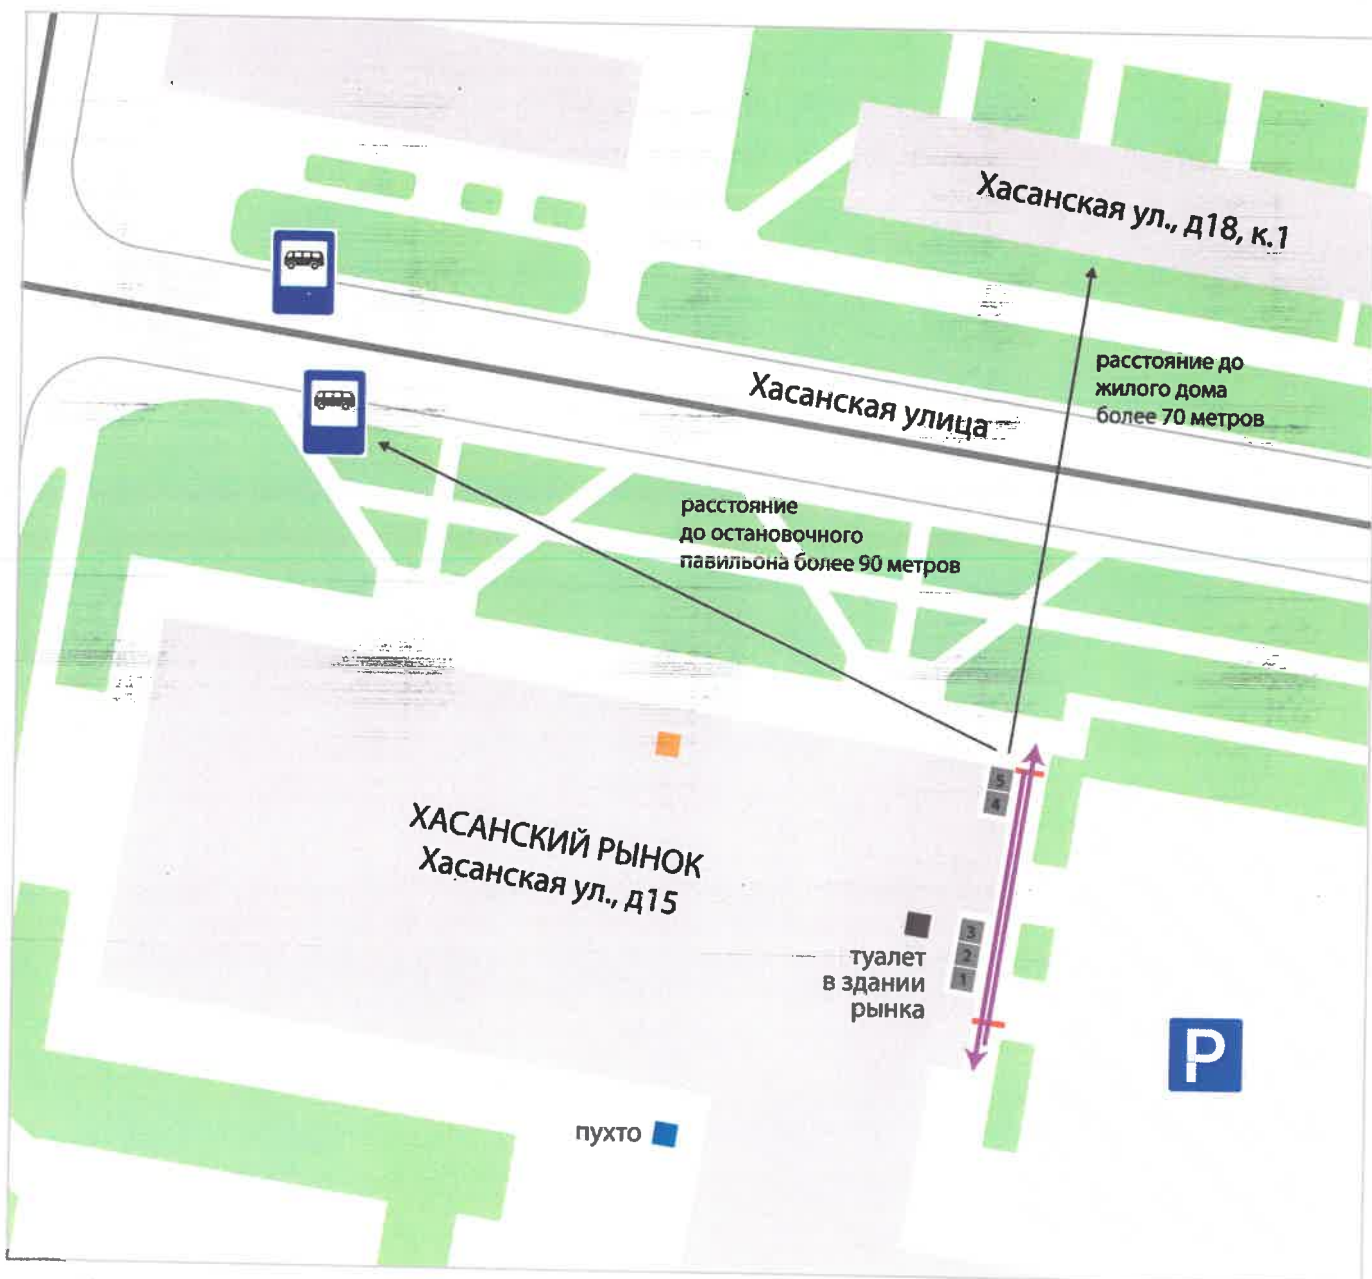 Хасанская ул., д18, к.1
расстояние до
жилого дома
более 70 метров
Хасанская улица
расстояние
до остановочного
павильона более 90 метров
5
4
ХАСАНСКИЙ РЫНОК
Хасанская ул., д15
3
2
1
туалет
в здании
рынка
P
пухто